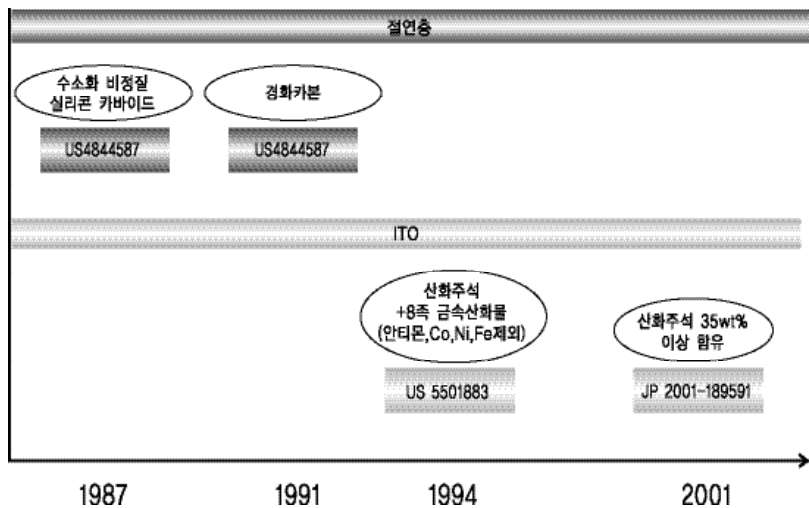 절연층
수소화 비정질
실리콘 카바이드
경화카본
US4844587
US4844587
ITO
산화주석
+8족 금속산화물
(안티몬,Co,Ni,Fe제외)
산화주석 35wt%
이상 함유
US 5501883
JP 2001-189591
1987
1991
1994
2001